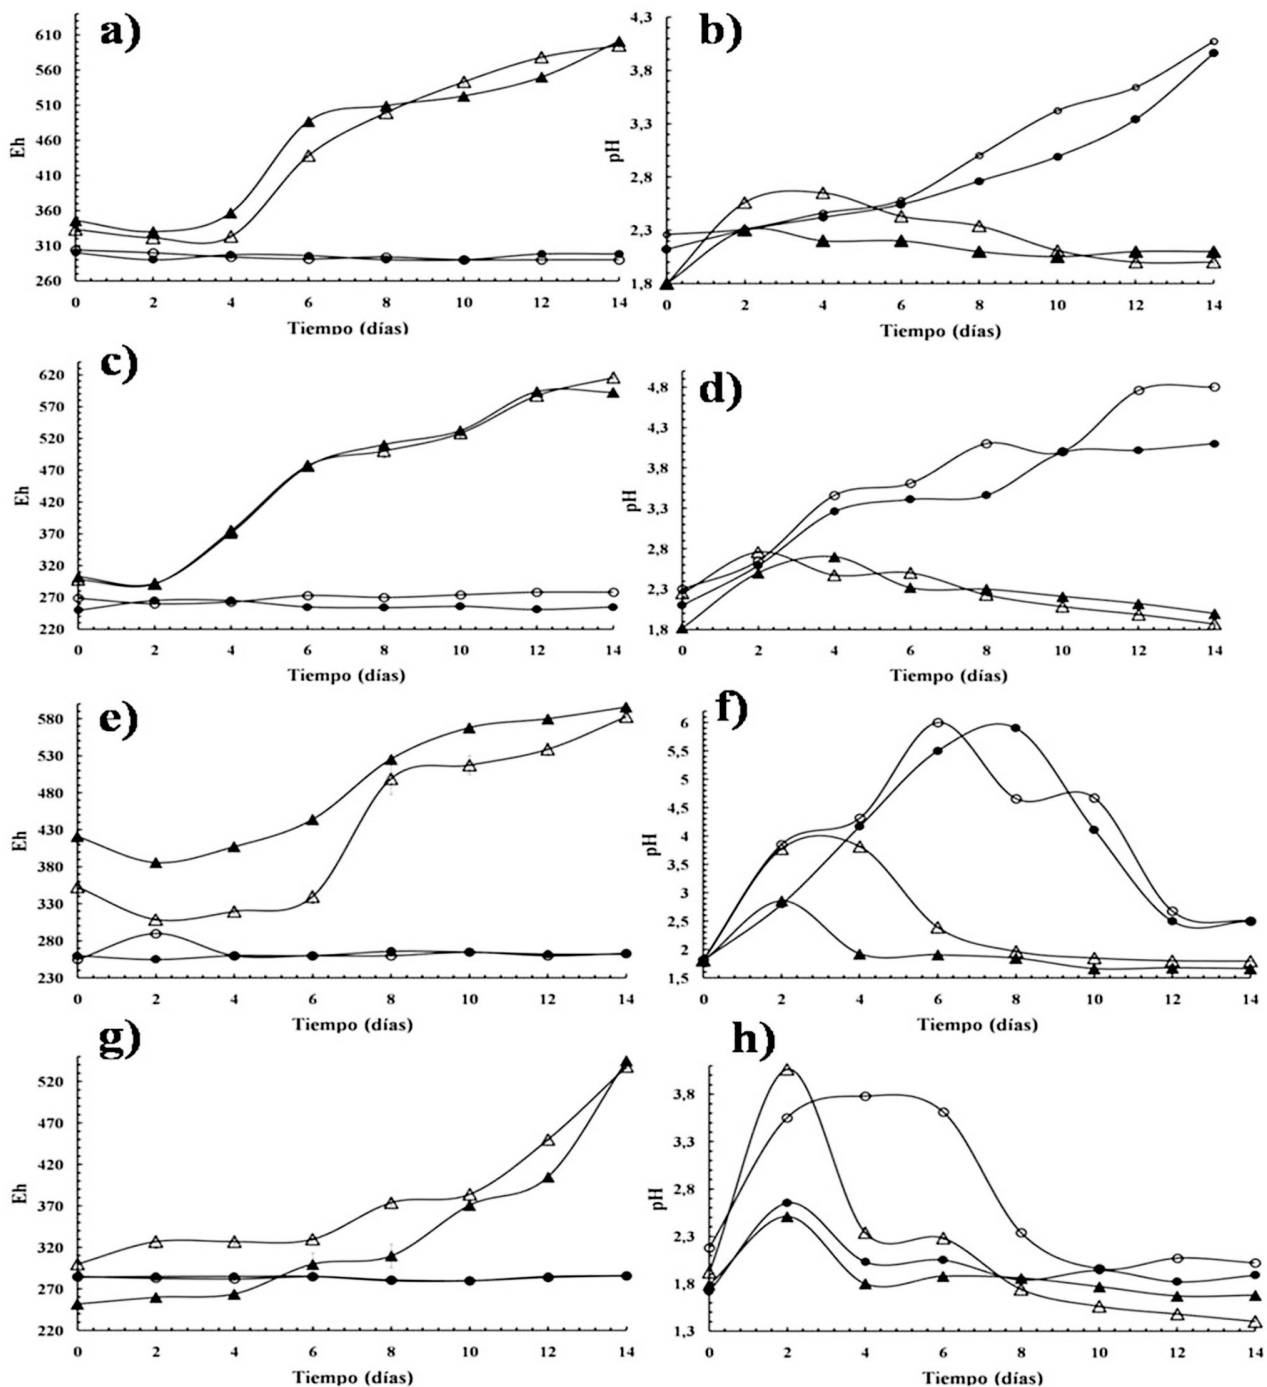 a)
Eh
610
560
510
460
410
360
310
260
0 2 4 6 8 10 12 14
Tiempo (días)
b)
pH
4,3
3,8
3,3
2,8
2,3
1,8
0 2 4 6 8 10 12 14
Tiempo (días)
c)
Eh
620
570
520
470
420
370
320
270
220
0 2 4 6 8 10 12 14
Tiempo (días)
d)
pH
4,8
4,3
3,8
3,3
2,8
2,3
1,8
0 2 4 6 8 10 12 14
Tiempo (días)
e)
Eh
580
530
480
430
380
330
280
230
0 2 4 6 8 10 12 14
Tiempo (días)
f)
pH
6
5,5
5
4,5
4
3,5
3
2,5
2
1,5
0 2 4 6 8 10 12 14
Tiempo (días)
g)
Eh
520
470
420
370
320
270
220
0 2 4 6 8 10 12 14
Tiempo (días)
h)
pH
3,8
3,3
2,8
2,3
1,8
1,3
0 2 4 6 8 10 12 14
Tiempo (días)